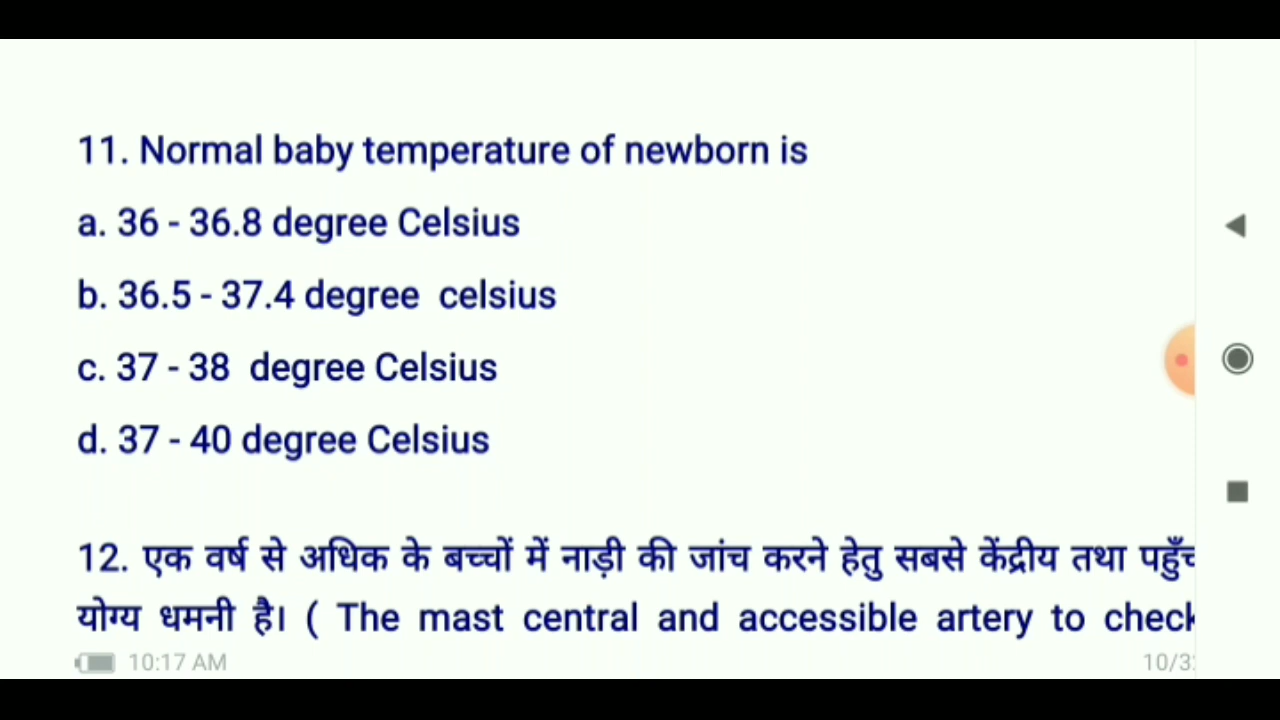 11. Normal baby temperature of newborn is
a. 36 - 36.8 degree Celsius
b. 36.5 - 37.4 degree celsius
c. 37 - 38 degree Celsius
d. 37 - 40 degree Celsius
12. एक वर्ष से अधिक के बच्चों में नाड़ी की जांच करने हेतु सबसे केंद्रीय तथा
योग्य धमनी है। ( The mast central and accessible artery to check
10:17 AM